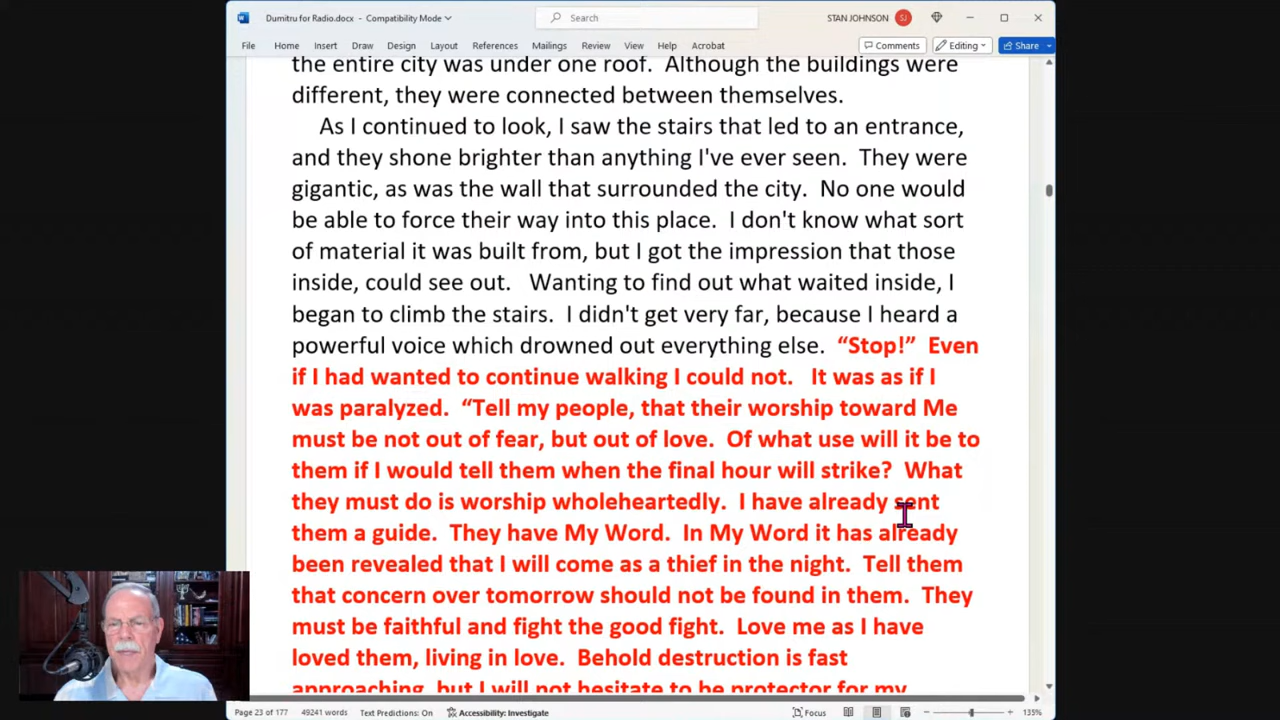 Dumitru for Radio.docx - Compatibility Mode
Search
STAN JOHNSON
SJ
File Home Insert Draw Design Layout References Mailings Review View Help Acrobat
Comments
Editing
Share
the entire city was under one roof. Although the buildings were
different, they were connected between themselves.
As I continued to look, I saw the stairs that led to an entrance,
and they shone brighter than anything I've ever seen. They were
gigantic, as was the wall that surrounded the city. No one would
be able to force their way into this place. I don't know what sort
of material it was built from, but I got the impression that those
inside, could see out. Wanting to find out what waited inside, I
began to climb the stairs. I didn't get very far, because I heard a
powerful voice which drowned out everything else. “Stop!” Even
if I had wanted to continue walking I could not. It was as if I
was paralyzed. “Tell my people, that their worship toward Me
must be not out of fear, but out of love. Of what use will it be to
them if I would tell them when the final hour will strike? What
they must do is worship wholeheartedly. I have already sent
them a guide. They have My Word. In My Word it has already
been revealed that I will come as a thief in the night. Tell them
that concern over tomorrow should not be found in them. They
must be faithful and fight the good fight. Love me as I have
loved them, living in love. Behold destruction is fast
approaching, but I will not hesitate to be protector for my
Page 23 of 177
49241 words
Text Predictions: On
Accessibility: Investigate
Focus
135%